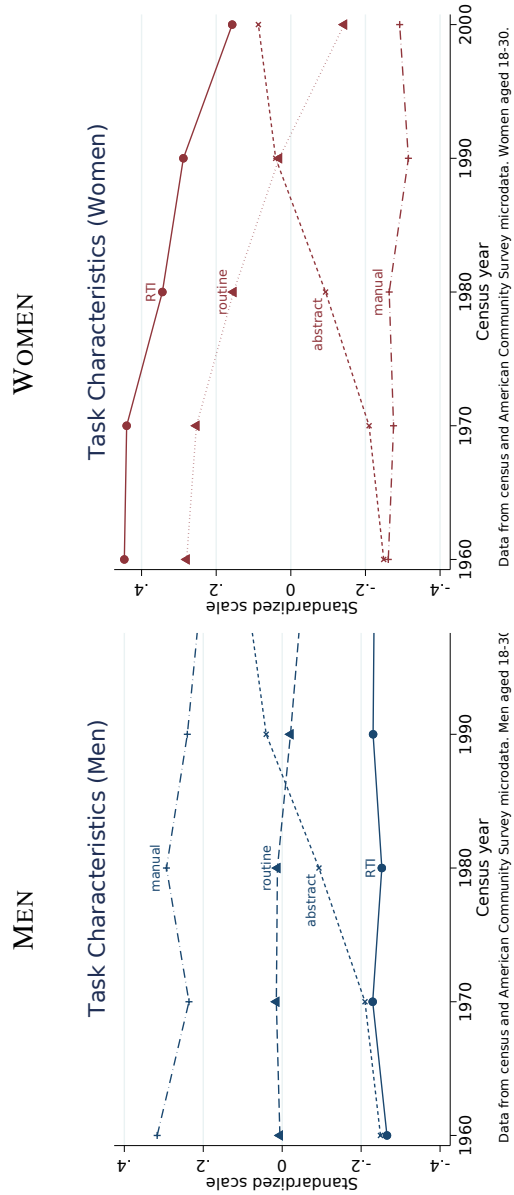 MEN
Task Characteristics (Men)
Standardized scale
.4
.2
0
-.2
-.4
manual
routine
abstract
RTI
1960
1970
1980
1990
Census year
Data from census and American Community Survey microdata. Men aged 18-30
WOMEN
Task Characteristics (Women)
Standardized scale
.4
.2
0
-.2
-.4
RTI
routine
abstract
manual
1960
1970
1980
1990
2000
Census year
Data from census and American Community Survey microdata. Women aged 18-30.